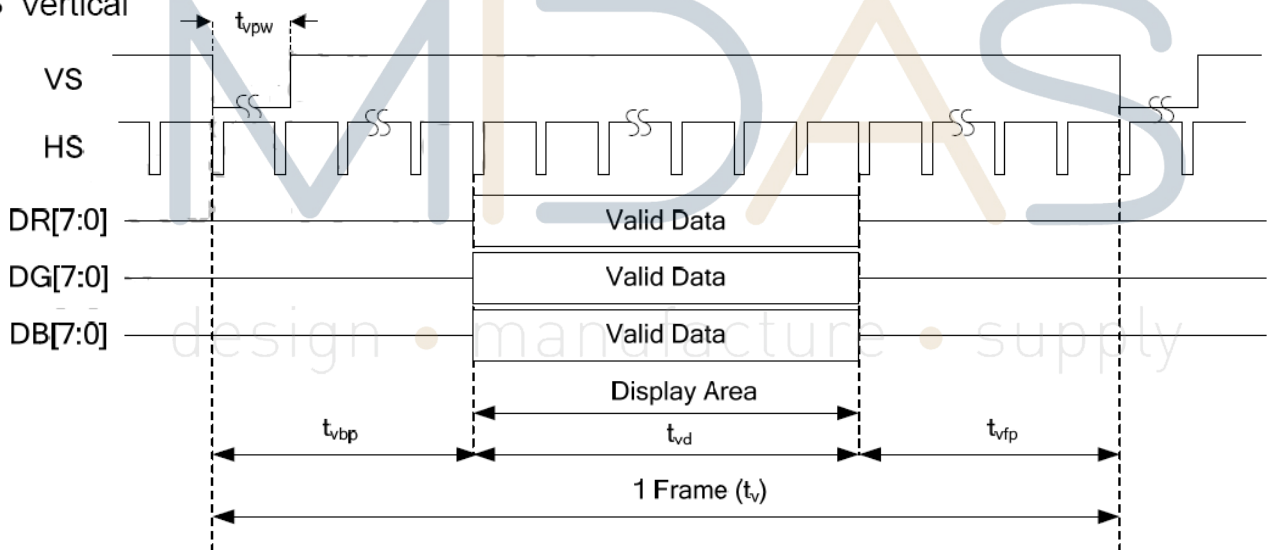 Vertical
tvpw
VS
HS
DR[7:0] Valid Data
DG[7:0] Valid Data
DB[7:0] Valid Data
MIDAS
design • manufacture • supply
Display Area
tvbp
tvd
tvfp
1 Frame (tv)